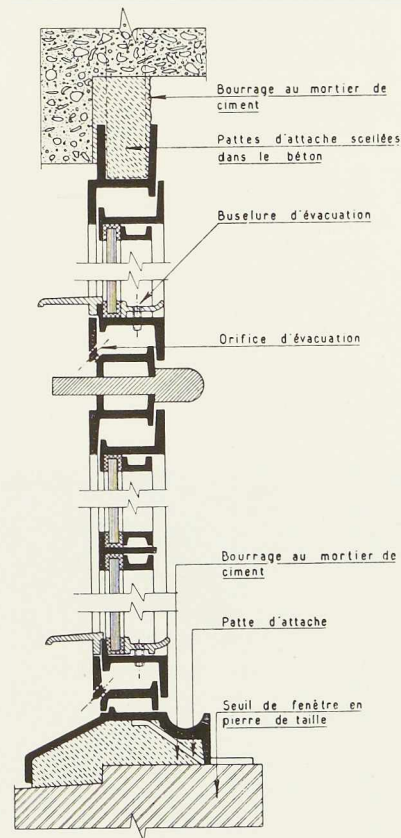 Bourrage au mortier de
ciment
Pattes d'attache scellées
dans le béton
Buselure d'évacuation
Orifice d'évacuation
Bourrage au mortier de
ciment
Patte d'attache
Seuil de fenêtre en
pierre de taille